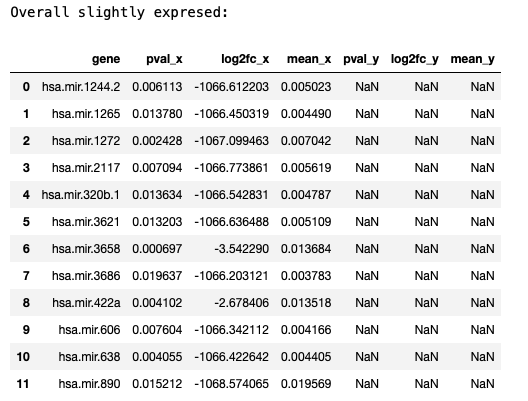 Overall slightly expresed:
gene pval_x log2fc_x mean_x pval_y log2fc_y mean_y
0 hsa.mir.1244.2 0.006113 -1066.612203 0.005023 NaN NaN NaN
1 hsa.mir.1265 0.013780 -1066.450319 0.004490 NaN NaN NaN
2 hsa.mir.1272 0.002428 -1067.099463 0.007042 NaN NaN NaN
3 hsa.mir.2117 0.007094 -1066.773861 0.005619 NaN NaN NaN
4 hsa.mir.320b.1 0.013634 -1066.542831 0.004787 NaN NaN NaN
5 hsa.mir.3621 0.013203 -1066.636488 0.005109 NaN NaN NaN
6 hsa.mir.3658 0.000697 -3.542290 0.013684 NaN NaN NaN
7 hsa.mir.3686 0.019637 -1066.203121 0.003783 NaN NaN NaN
8 hsa.mir.422a 0.004102 -2.678406 0.013518 NaN NaN NaN
9 hsa.mir.606 0.007604 -1066.342112 0.004166 NaN NaN NaN
10 hsa.mir.638 0.004055 -1066.422642 0.004405 NaN NaN NaN
11 hsa.mir.890 0.015212 -1068.574065 0.019569 NaN NaN NaN